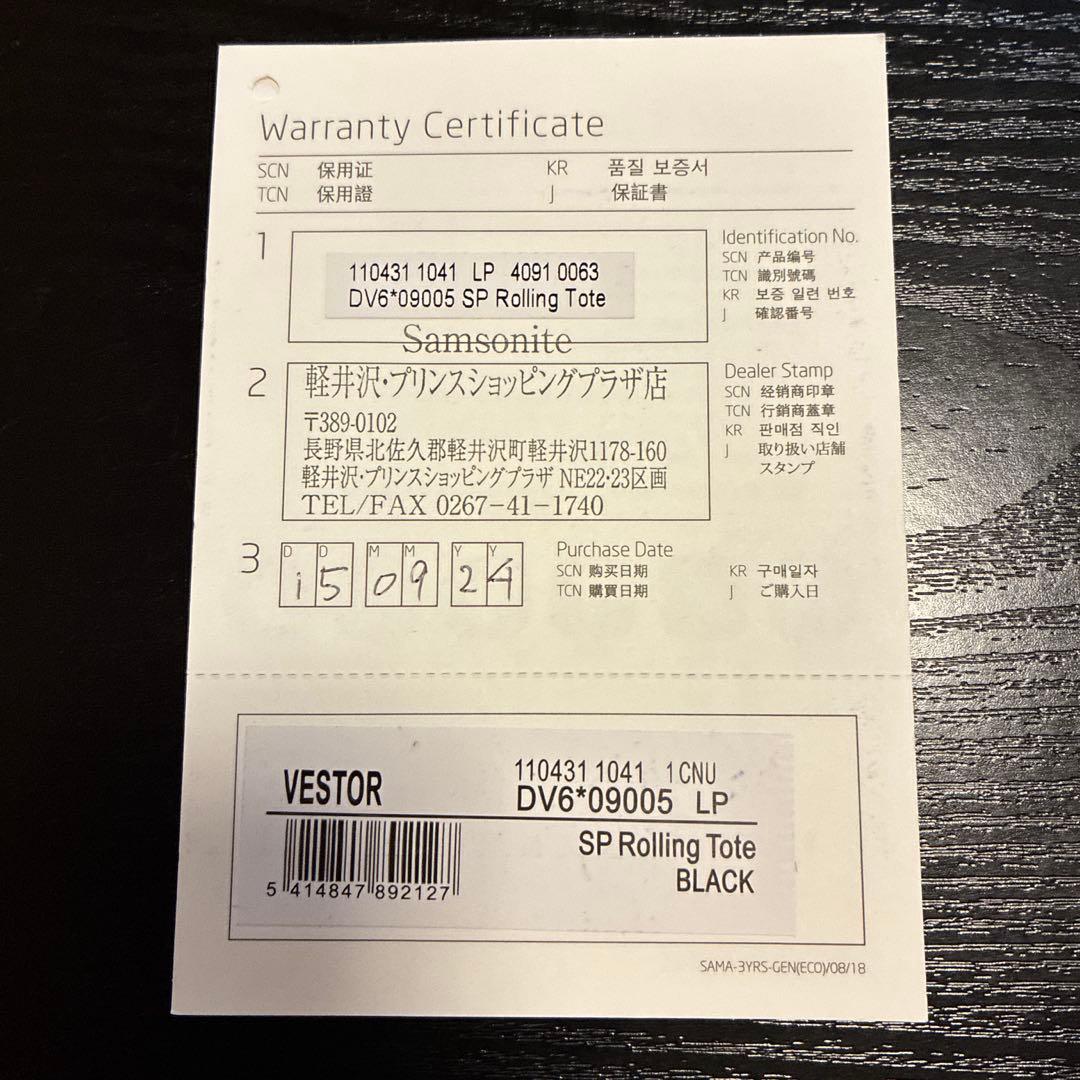 Warranty Certificate
SCN 保用证 KR 품질 보증서
TCN 保用證 J 保証書
1
110431 1041 LP 4091 0063
DV6*09005 SP Rolling Tote
Identification No.
SCN 产品编号
TCN 識別號碼
KR 보증 일련 번호
J 確認番号
2
Samsonite
軽井沢・プリンスショッピングプラザ店
〒389-0102
長野県北佐久郡軽井沢町軽井沢1178-160
軽井沢・プリンスショッピングプラザ NE22・23区画
TEL/FAX 0267-41-1740
Dealer Stamp
SCN 经销商印章
TCN 行銷商蓋章
KR 판매점 직인
J 取り扱い店舗
スタンプ
3
D D M M Y Y
15 09 24
Purchase Date
SCN 购买日期 KR 구매일자
TCN 購買日期 J ご購入日
VESTOR
110431 1041 1 CNU
DV6*09005 LP
SP Rolling Tote
BLACK
5 414847 892127
SAMA-3YRS-GEN(ECO)/08/18